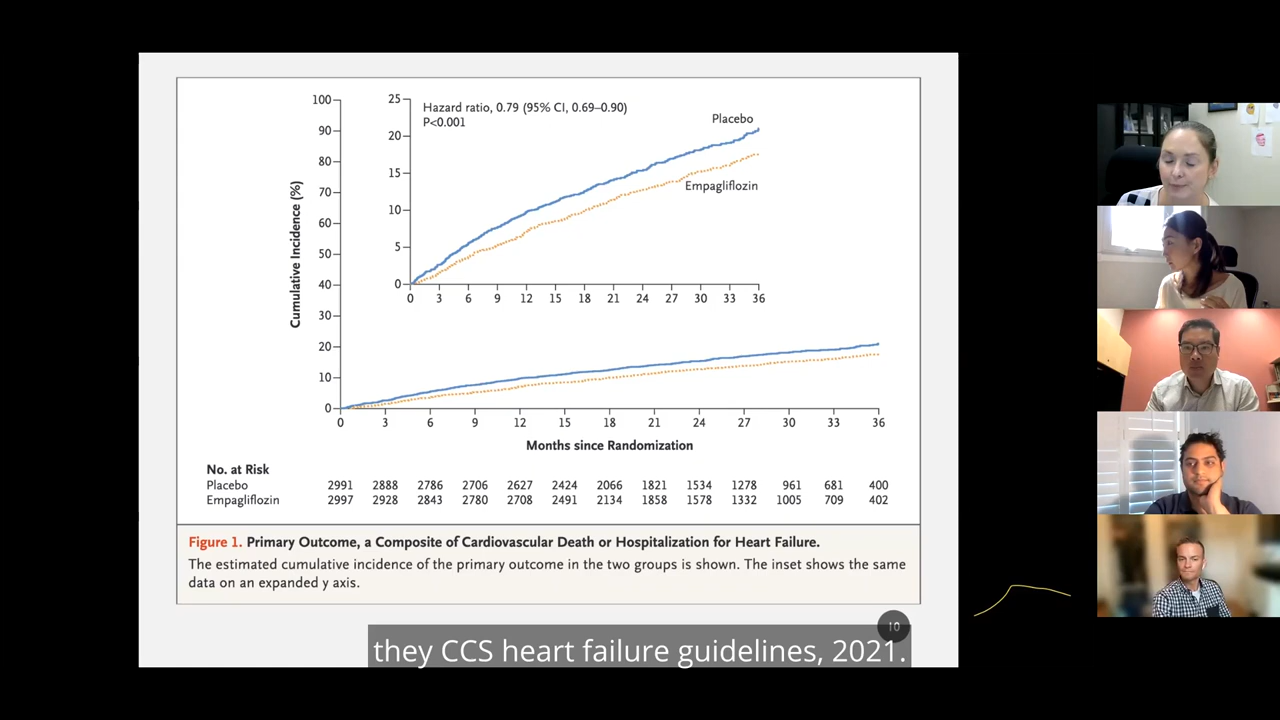 100
90
80
70
60
50
40
30
20
10
0
Cumulative Incidence (%)
25
20
15
10
5
0
Hazard ratio, 0.79 (95% CI, 0.69–0.90)
P<0.001
Placebo
Empagliflozin
0 3 6 9 12 15 18 21 24 27 30 33 36
0 3 6 9 12 15 18 21 24 27 30 33 36
Months since Randomization
No. at Risk
Placebo 2991 2888 2786 2706 2627 2424 2066 1821 1534 1278 961 681 400
Empagliflozin 2997 2928 2843 2780 2708 2491 2134 1858 1578 1332 1005 709 402
Figure 1. Primary Outcome, a Composite of Cardiovascular Death or Hospitalization for Heart Failure.
The estimated cumulative incidence of the primary outcome in the two groups is shown. The inset shows the same
data on an expanded y axis.
10
they CCS heart failure guidelines, 2021.